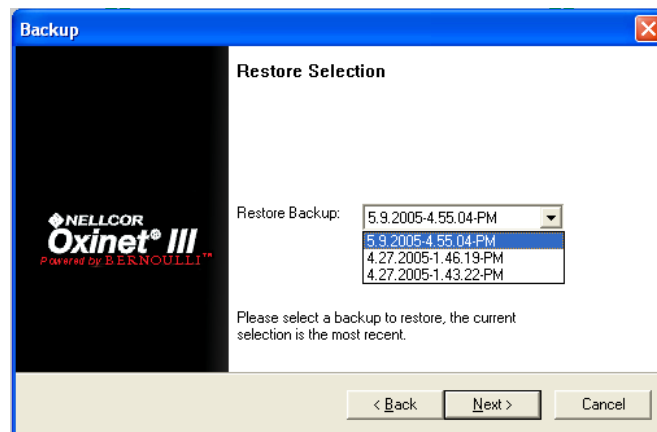 Backup
Restore Selection
NELLCOR
Oxinet® III
Powered by BERNOULLI™
Restore Backup:
5.9.2005-4.55.04-PM
5.9.2005-4.55.04-PM
4.27.2005-1.46.19-PM
4.27.2005-1.43.22-PM
Please select a backup to restore, the current
selection is the most recent.
< Back
Next >
Cancel